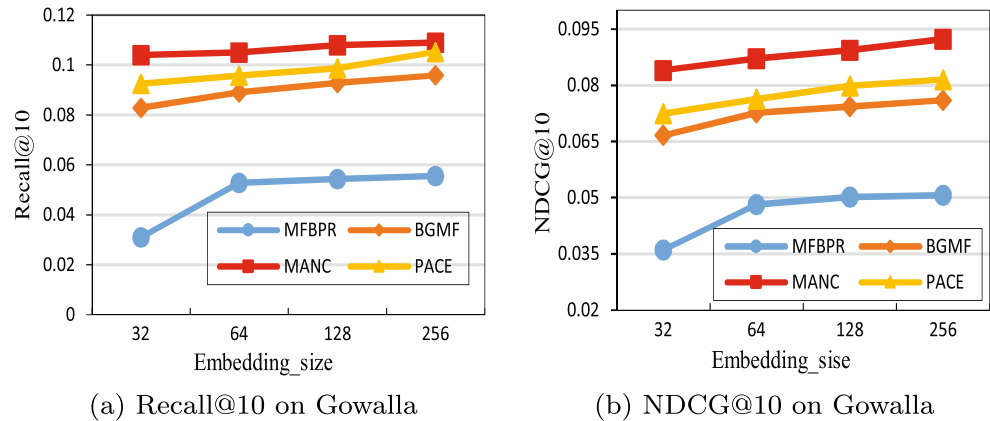 0.12
0.1
0.08
0.06
0.04
0.02
0
Recall@10
MFBPR BGMF
MANC PACE
32 64 128 256
Embedding_size
(a) Recall@10 on Gowalla
0.095
0.08
0.065
0.05
0.035
0.02
NDCG@10
MFBPR BGMF
MANC PACE
32 64 128 256
Embedding_sise
(b) NDCG@10 on Gowalla